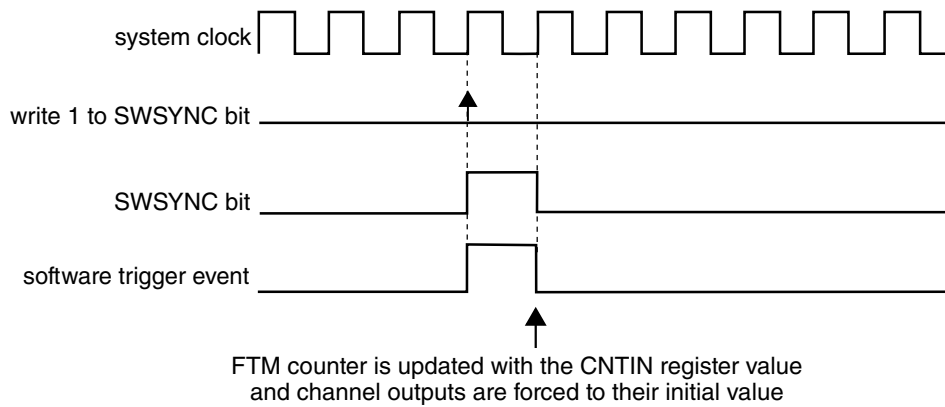 system clock
write 1 to SWSYNC bit
SWSYNC bit
software trigger event
FTM counter is updated with the CNTIN register value
and channel outputs are forced to their initial value